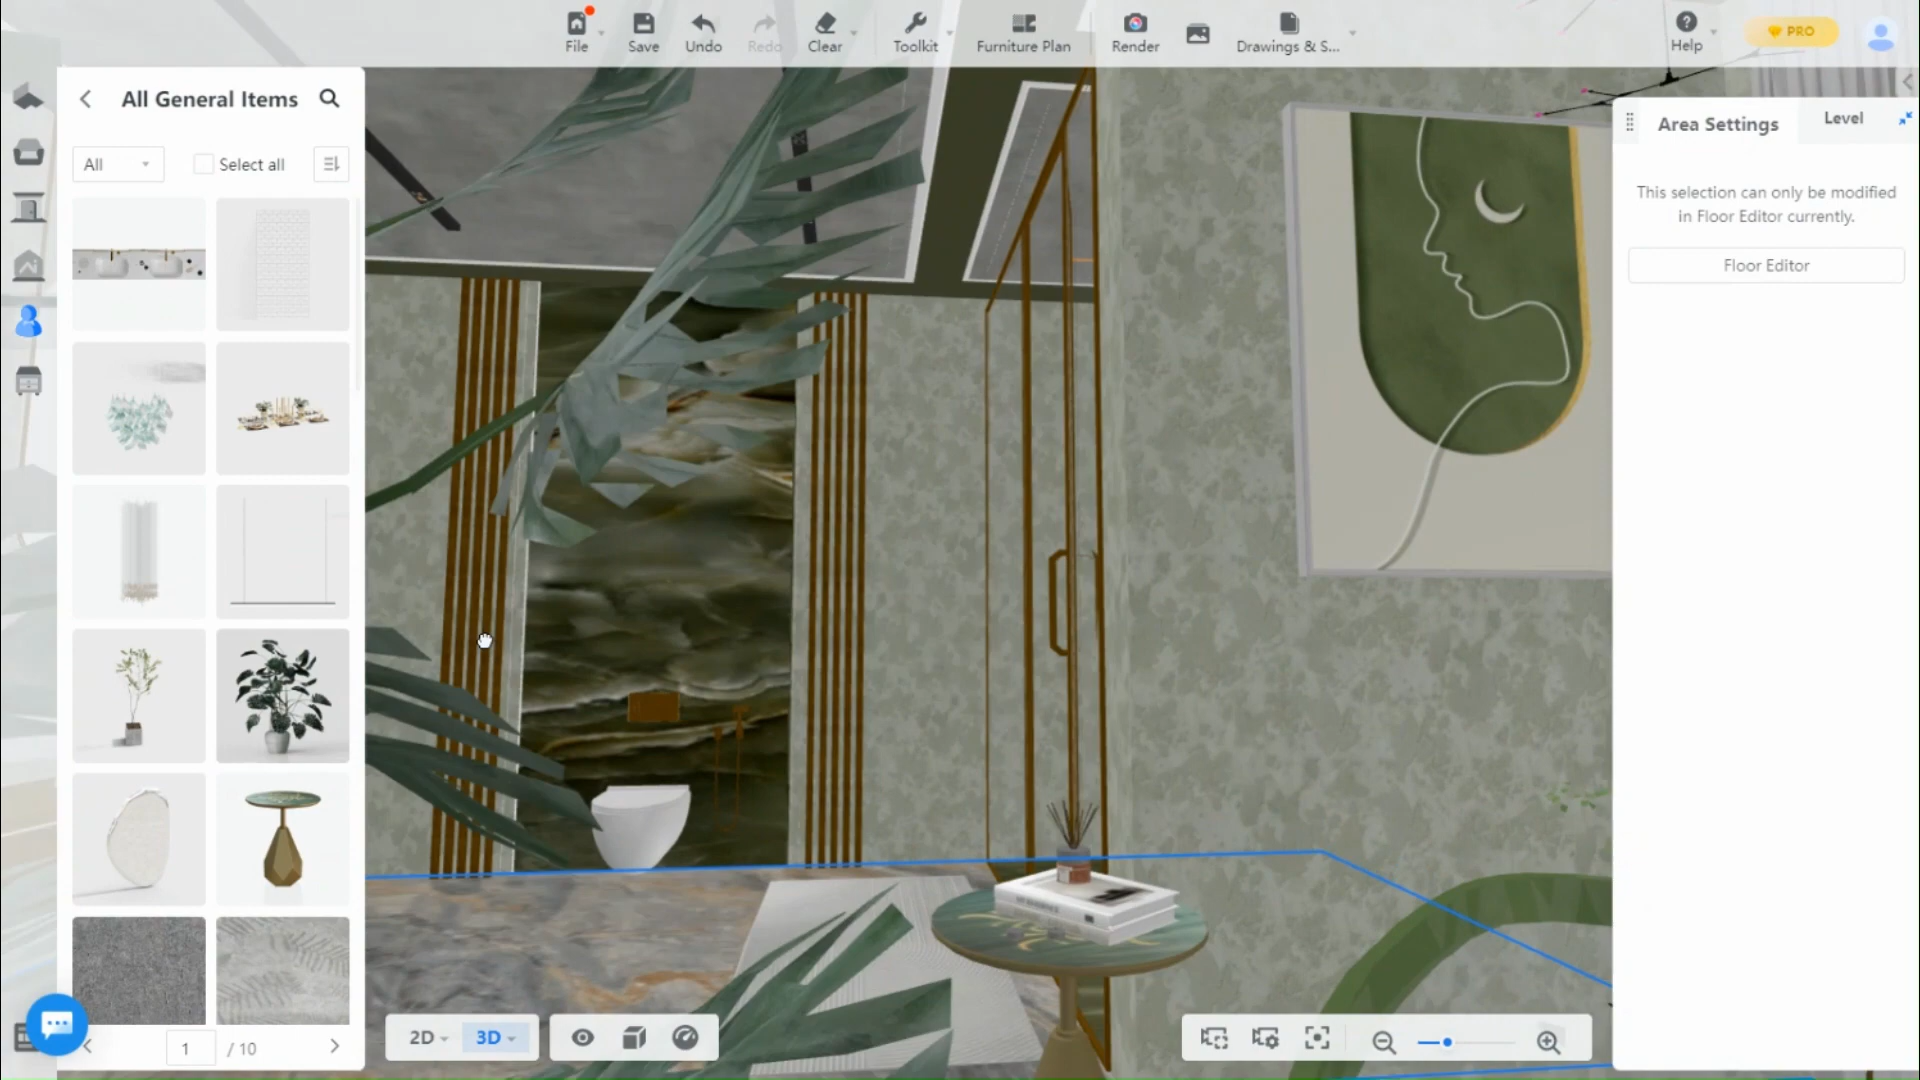 File
Save
Undo
Redo
Clear
Toolkit
Furniture Plan
Render
Drawings & S...
Help
PRO
All General Items
All
Select all
Area Settings
Level
This selection can only be modified
in Floor Editor currently.
Floor Editor
1 / 10
2D
3D